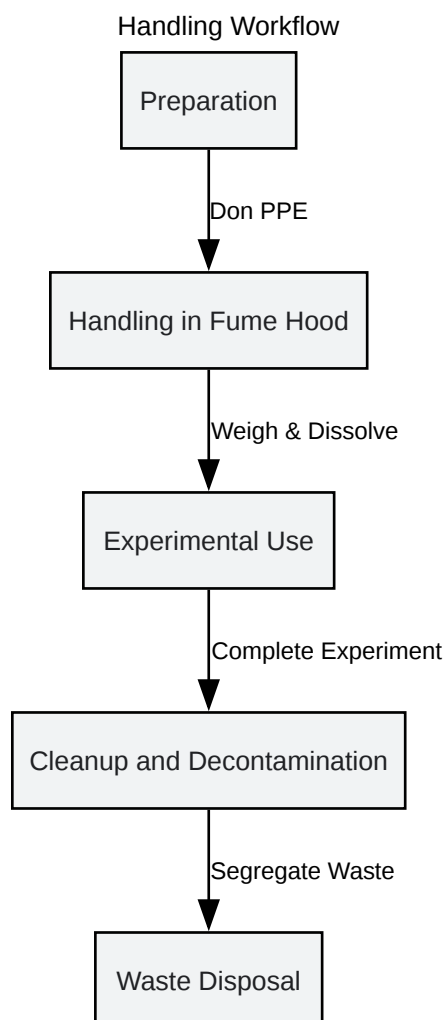 Handling Workflow
Preparation
Don PPE
Handling in Fume Hood
Weigh & Dissolve
Experimental Use
Complete Experiment
Cleanup and Decontamination
Segregate Waste
Waste Disposal